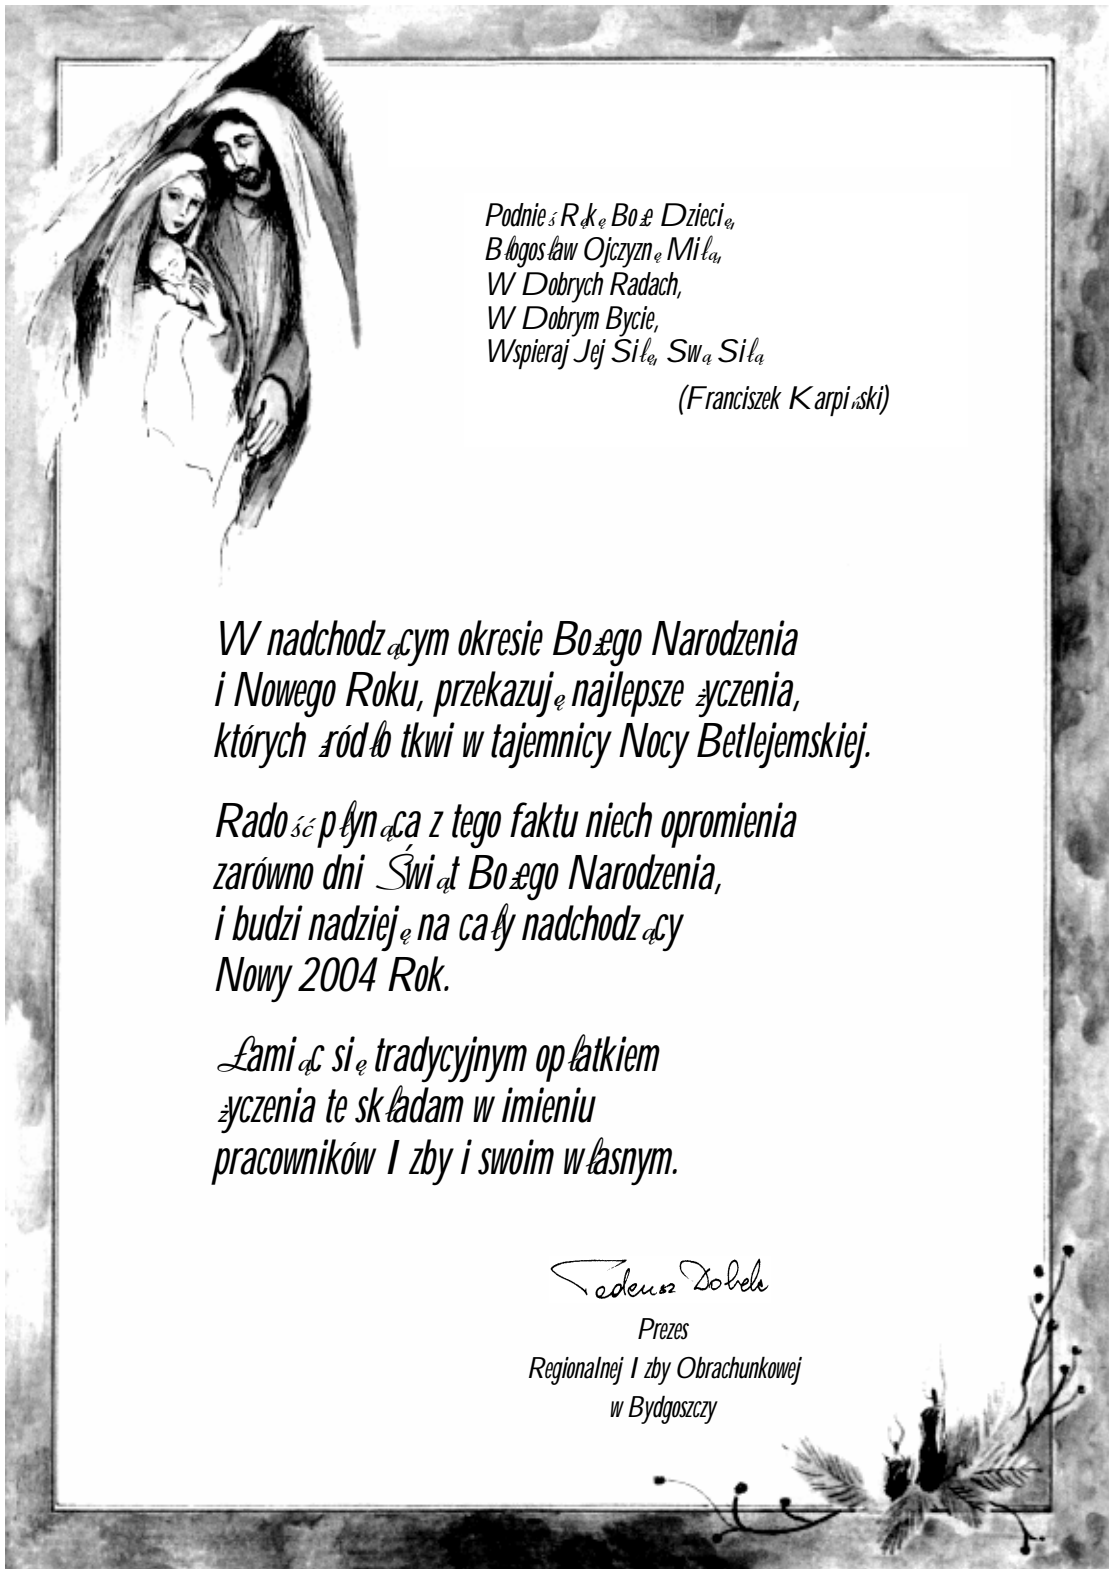 Podnieś Rękę Boże Dziecię,
Błogosław Ojczyznę Miłą,
W Dobrych Radach,
W Dobrym Bycie,
Wspieraj Jej Siłę, Swą Siłą
(Franciszek Karpiński)
W nadchodzącym okresie Bożego Narodzenia
i Nowego Roku, przekazuję najlepsze życzenia,
których źródło tkwi w tajemnicy Nocy Betlejemskiej.
Radość płynąca z tego faktu niech opromienia
zarówno dni Świąt Bożego Narodzenia,
i budzi nadzieję na cały nadchodzący
Nowy 2004 Rok.
Łamiąc się tradycyjnym opłatkiem
życzenia te składam w imieniu
pracowników Izby i swoim własnym.
Tadeusz Dobek
Prezes
Regionalnej Izby Obrachunkowej
w Bydgoszczy